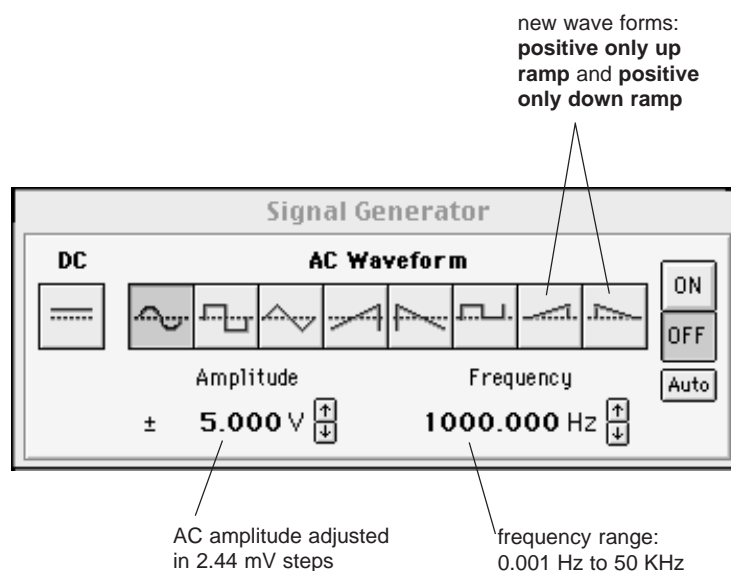 new wave forms:
positive only up
ramp and positive
only down ramp
Signal Generator
DC
AC Waveform
ON
OFF
Auto
Amplitude
Frequency
± 5.000 V
1000.000 Hz
AC amplitude adjusted
in 2.44 mV steps
frequency range:
0.001 Hz to 50 KHz